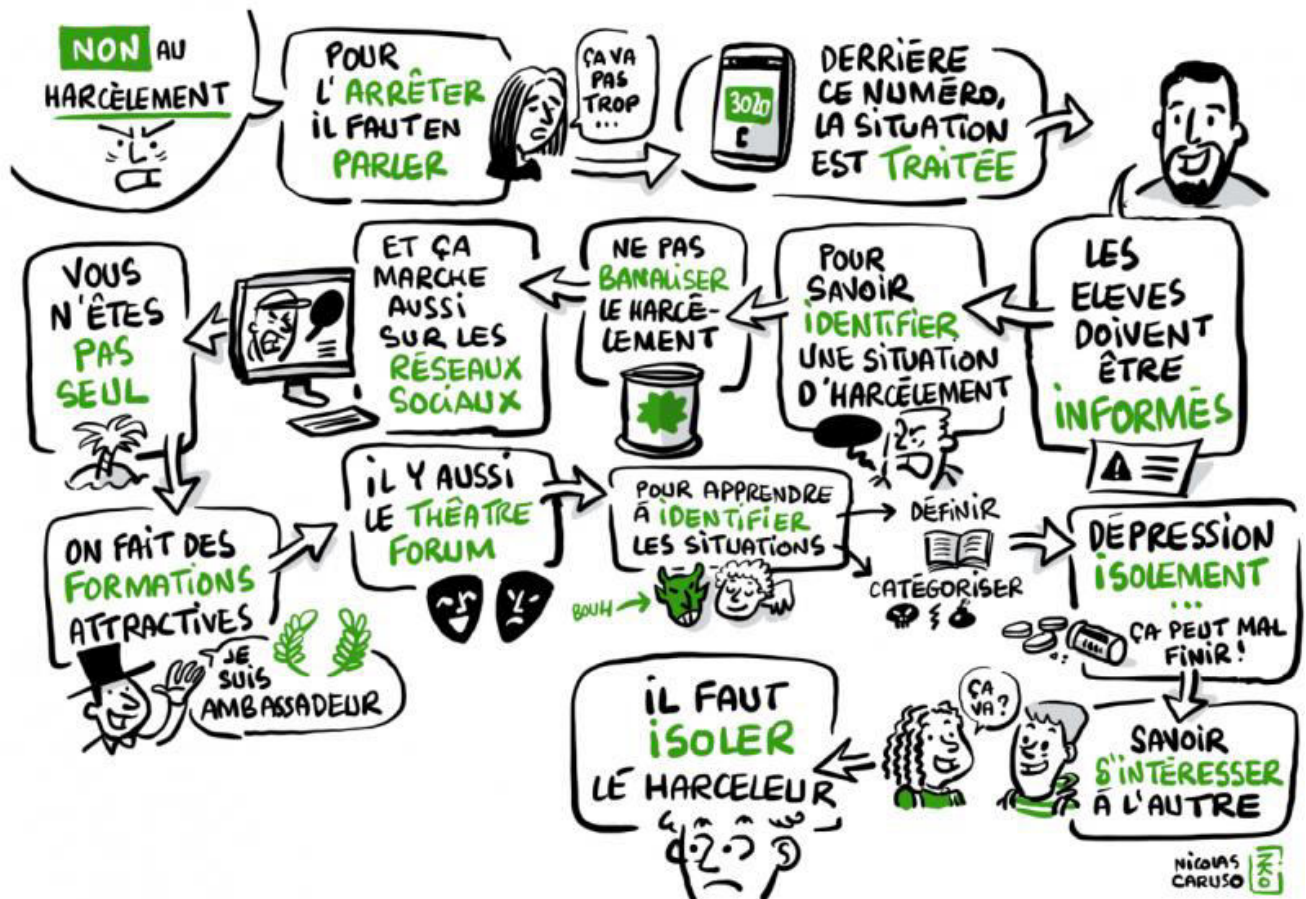 NON AU
HARCÈLEMENT
POUR
L'ARRÊTER
IL FAUT EN
PARLER
ÇA VA
PAS
TROP
...
3020
DERRIÈRE
CE NUMÉRO,
LA SITUATION
EST TRAITÉE
LES
ELEVES
DOIVENT
ÊTRE
INFORMÉS
POUR
SAVOIR
IDENTIFIER
UNE SITUATION
D'HARCÈLEMENT
NE PAS
BANALISER
LE HARCÈ-
LEMENT
ET ÇA
MARCHE
AUSSI
SUR LES
RÉSEAUX
SOCIAUX
VOUS
N'ÊTES
PAS
SEUL
ON FAIT DES
FORMATIONS
ATTRACTIVES
JE
SUIS
AMBASSADEUR
IL Y AUSSI
LE THÉATRE
FORUM
POUR APPRENDRE
À IDENTIFIER
LES SITUATIONS
BOUH
DÉFINIR
CATÉGORISER
DÉPRESSION
ISOLEMENT
...
ÇA PEUT MAL
FINIR !
SAVOIR
S'INTÉRESSER
À L'AUTRE
ÇA
VA ?
IL FAUT
ISOLER
LE HARCELEUR
NICOLAS
CARUSO
INKO